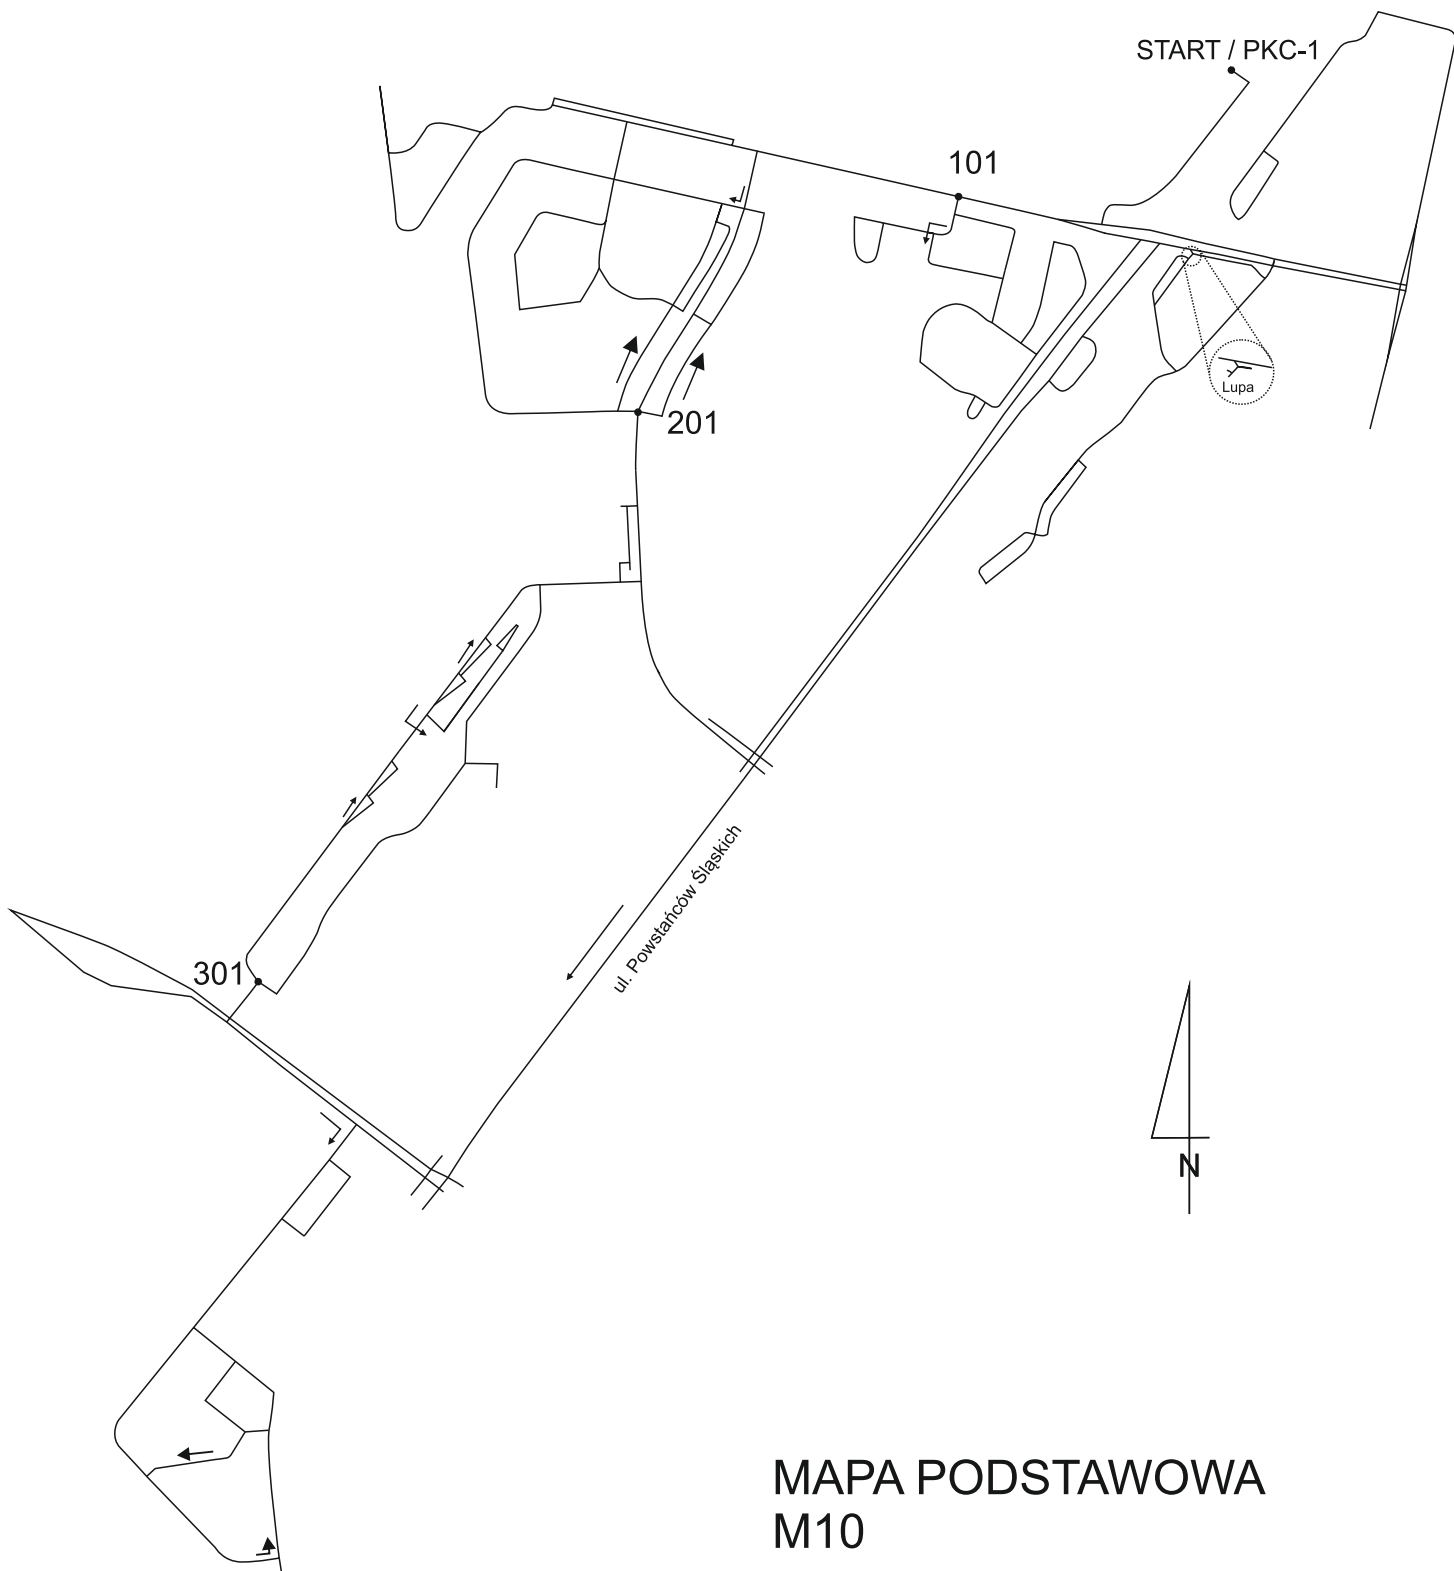 START / PKC-1
101
Lupa
201
ul. Powstańców Śląskich
301
N
MAPA PODSTAWOWA
M10